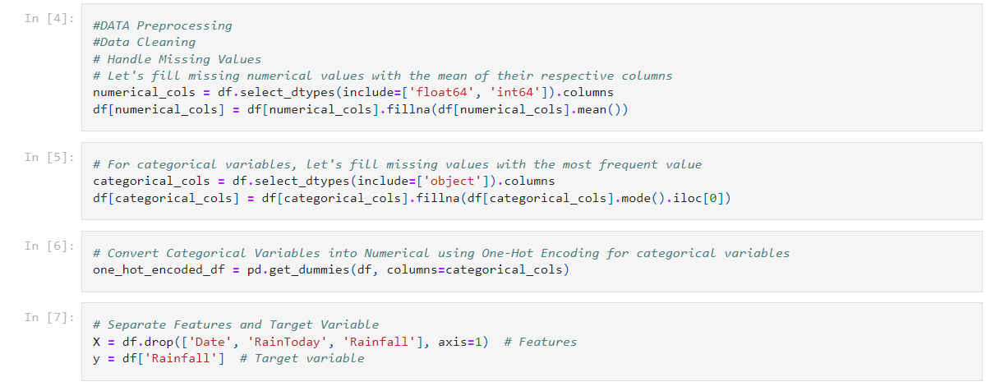 In [4]:
#DATA Preprocessing
#Data Cleaning
# Handle Missing Values
# Let's fill missing numerical values with the mean of their respective columns
numerical_cols = df.select_dtypes(include=['float64', 'int64']).columns
df[numerical_cols] = df[numerical_cols].fillna(df[numerical_cols].mean())
In [5]:
# For categorical variables, let's fill missing values with the most frequent value
categorical_cols = df.select_dtypes(include=['object']).columns
df[categorical_cols] = df[categorical_cols].fillna(df[categorical_cols].mode().iloc[0])
In [6]:
# Convert Categorical Variables into Numerical using One-Hot Encoding for categorical variables
one_hot_encoded_df = pd.get_dummies(df, columns=categorical_cols)
In [7]:
# Separate Features and Target Variable
X = df.drop(['Date', 'RainToday', 'Rainfall'], axis=1)  # Features
y = df['Rainfall']  # Target variable